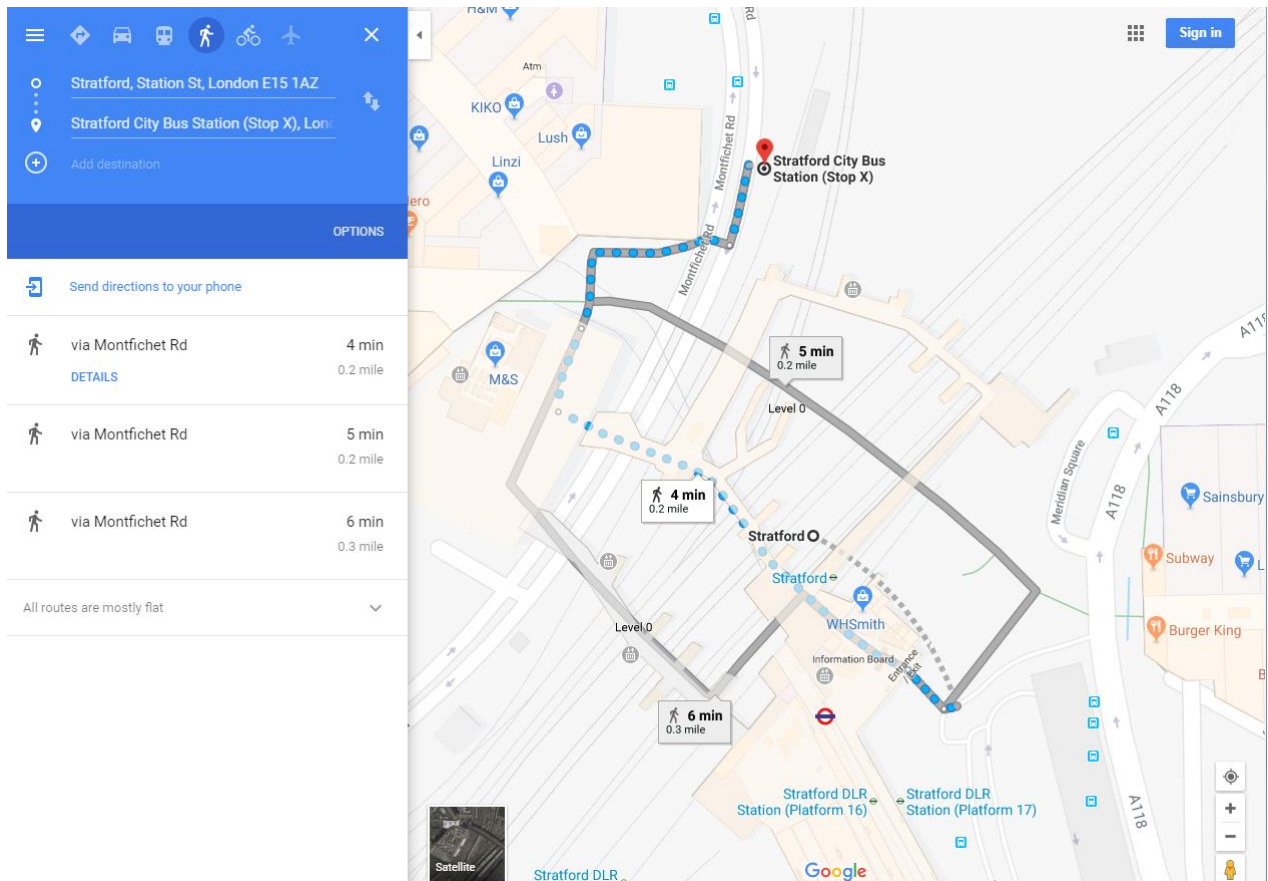 Stratford, Station St, London E15 1AZ
Stratford City Bus Station (Stop X), Lon
Add destination
OPTIONS
Send directions to your phone
via Montfichet Rd
4 min
DETAILS
0.2 mile
via Montfichet Rd
5 min
0.2 mile
via Montfichet Rd
6 min
0.3 mile
All routes are mostly flat
H&M
Rd
Sign in
Atm
KIKO
Lush
Linzi
Montfichet Rd
Stratford City Bus
Station (Stop X)
ero
Montfichet Rd
A118
5 min
0.2 mile
M&S
Level 0
A118
Meridian Square
A118
4 min
0.2 mile
Sainsbury
Stratford
Subway
L
Stratford
WHSmith
Level 0
Burger King
Information Board
Entrance
/ Exit
B
6 min
0.3 mile
Stratford DLR
Station (Platform 16)
Stratford DLR
Station (Platform 17)
A118
Satellite
Stratford DLR
Google